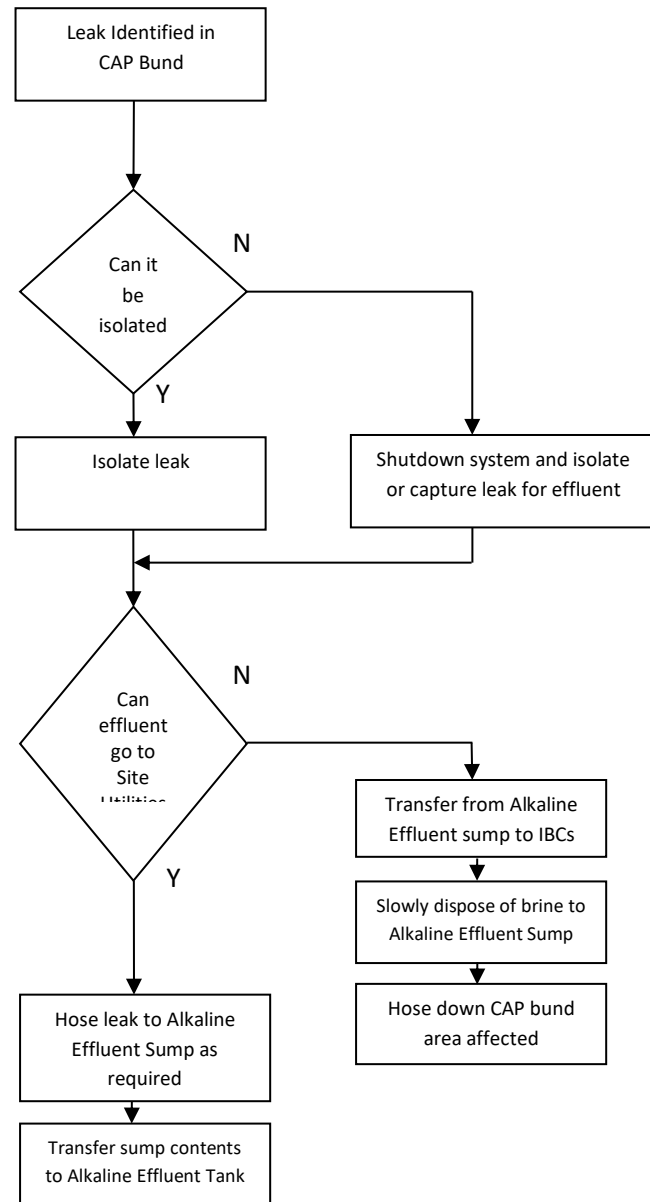 Leak Identified in
CAP Bund
N
Can it
be
isolated
Y
Isolate leak
Shutdown system and isolate
or capture leak for effluent
N
Can
effluent
go to
Site
Utilities
Transfer from Alkaline
Effluent sump to IBCs
Y
Slowly dispose of brine to
Alkaline Effluent Sump
Hose down CAP bund
area affected
Hose leak to Alkaline
Effluent Sump as
required
Transfer sump contents
to Alkaline Effluent Tank